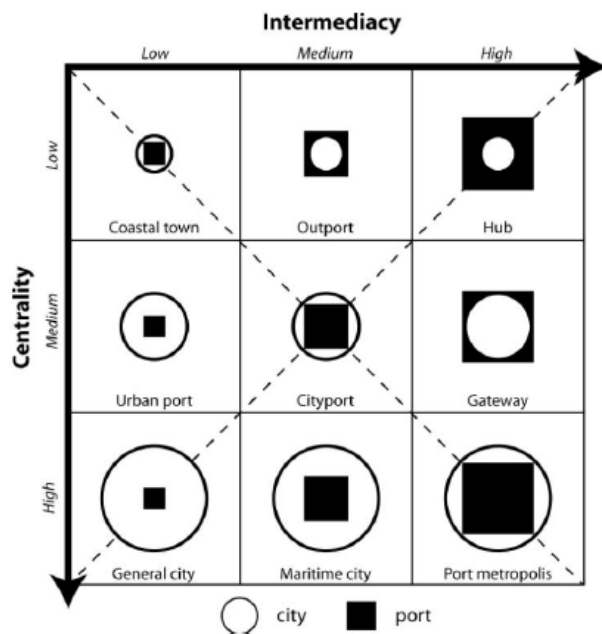 Intermediacy
Low Medium High
Centrality
Low
Coastal town Outport Hub
Medium
Urban port Cityport Gateway
High
General city Maritime city Port metropolis
city port